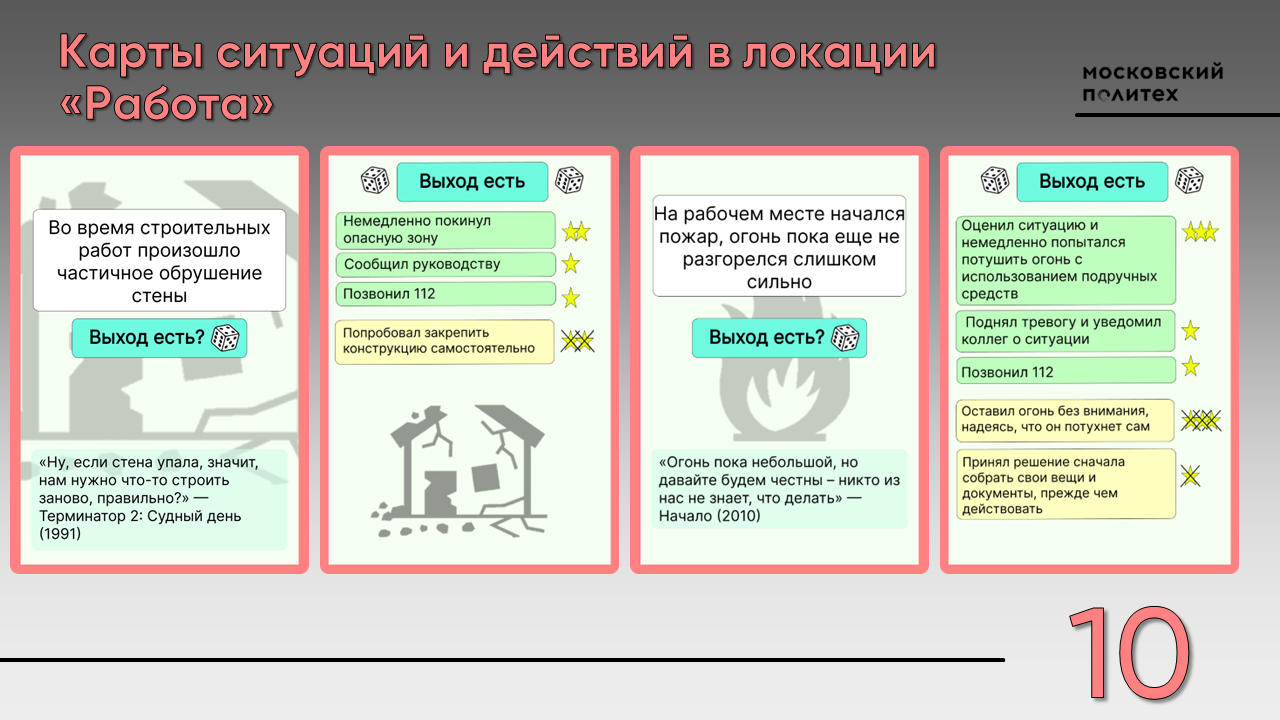 Карты ситуаций и действий в локации
«Работа»
московский
политех
Во время строительных
работ произошло
частичное обрушение
стены
Выход есть?
«Ну, если стена упала, значит,
нам нужно что-то строить
заново, правильно?» —
Терминатор 2: Судный день
(1991)
Выход есть
Немедленно покинул
опасную зону
Сообщил руководству
Позвонил 112
Попробовал закрепить
конструкцию самостоятельно
На рабочем месте начался
пожар, огонь пока еще не
разгорелся слишком
сильно
Выход есть?
«Огонь пока небольшой, но
давайте будем честны – никто из
нас не знает, что делать» —
Начало (2010)
Выход есть
Оценил ситуацию и
немедленно попытался
потушить огонь с
использованием подручных
средств
Поднял тревогу и уведомил
коллег о ситуации
Позвонил 112
Оставил огонь без внимания,
надеясь, что он потухнет сам
Принял решение сначала
собрать свои вещи и
документы, прежде чем
действовать
10